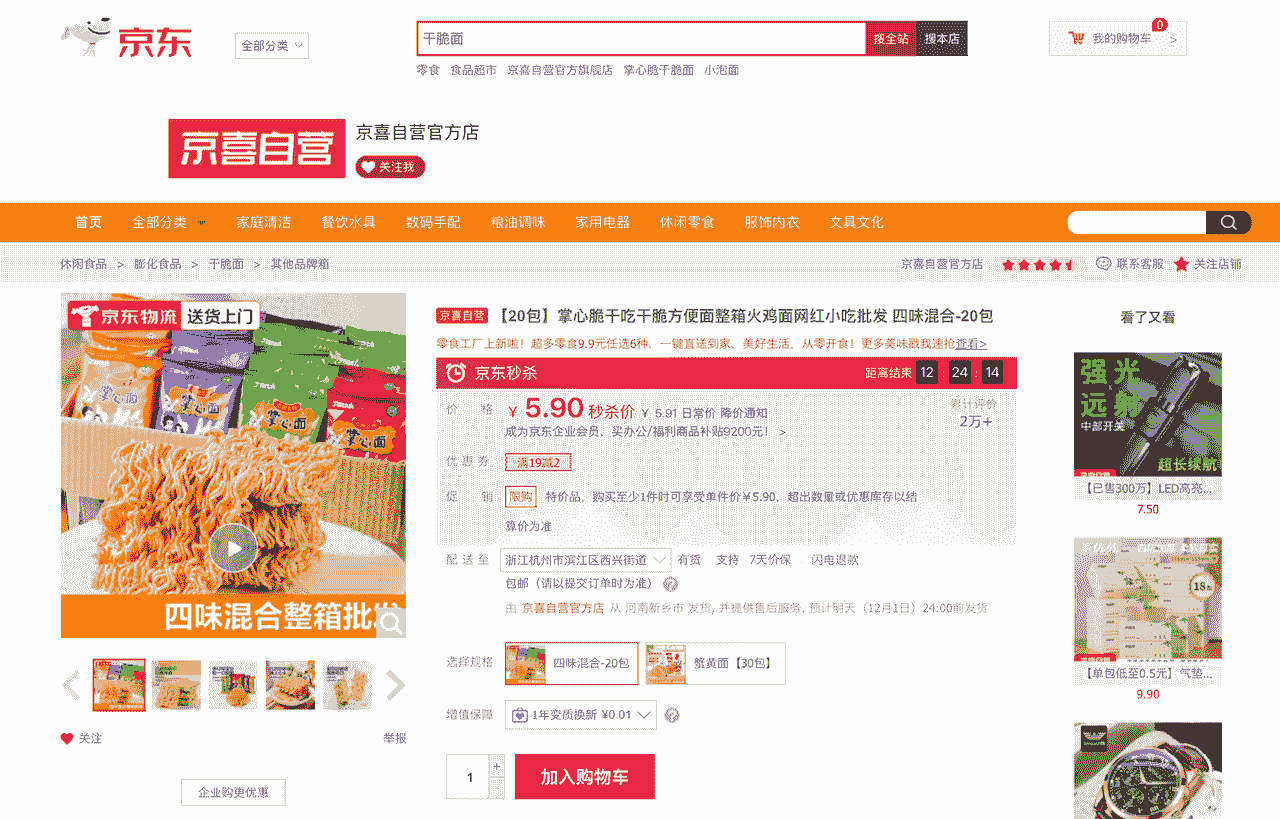 京东
全部分类
干脆面
搜全站
搜本店
0
我的购物车 >
零食 食品超市 京喜自营官方旗舰店 掌心脆干脆面 小泡面
京喜自营
京喜自营官方店
关注我
首页 全部分类 家庭清洁 餐饮水具 数码手配 粮油调味 家用电器 休闲零食 服饰内衣 文具文化
休闲食品 > 膨化食品 > 干脆面 > 其他品牌箱
京喜自营官方店 联系客服 关注店铺
京东物流 送货上门
掌心面
掌心面
掌心面
掌心面
四味混合整箱批发
关注
举报
企业购更优惠
京喜自营 【20包】掌心脆干吃干脆方便面整箱火鸡面网红小吃批发 四味混合-20包
零食工厂上新啦！超多零食9.9元任选6种，一键直送到家，美好生活，从零开食！更多美味戳我速抢查看>
京东秒杀
距离结束 12 : 24 : 14
价 格 ¥ 5.90 秒杀价 ¥ 5.91 日常价 降价通知
累计评价
2万+
成为京东企业会员，买办公/福利商品补贴9200元！ >
优惠券 满19减2
促 销 限购 特价品，购买至少1件时可享受单件价¥5.90，超出数量或优惠库存以结
算价为准
配送至 浙江杭州市滨江区西兴街道 有货 支持 7天价保 闪电退款
包邮（请以提交订单时为准）
由 京喜自营官方店 从 河南新乡市 发货, 并提供售后服务. 预计明天（12月1日）24:00前发货
选择规格 四味混合-20包 蟹黄面【30包】
增值保障 1年变质换新 ¥0.01
1
+
-
加入购物车
看了又看
强光
远射
中部开关
超长续航
【已售300万】LED高亮...
7.50
18包
【单包低至0.5元】气垫...
9.90